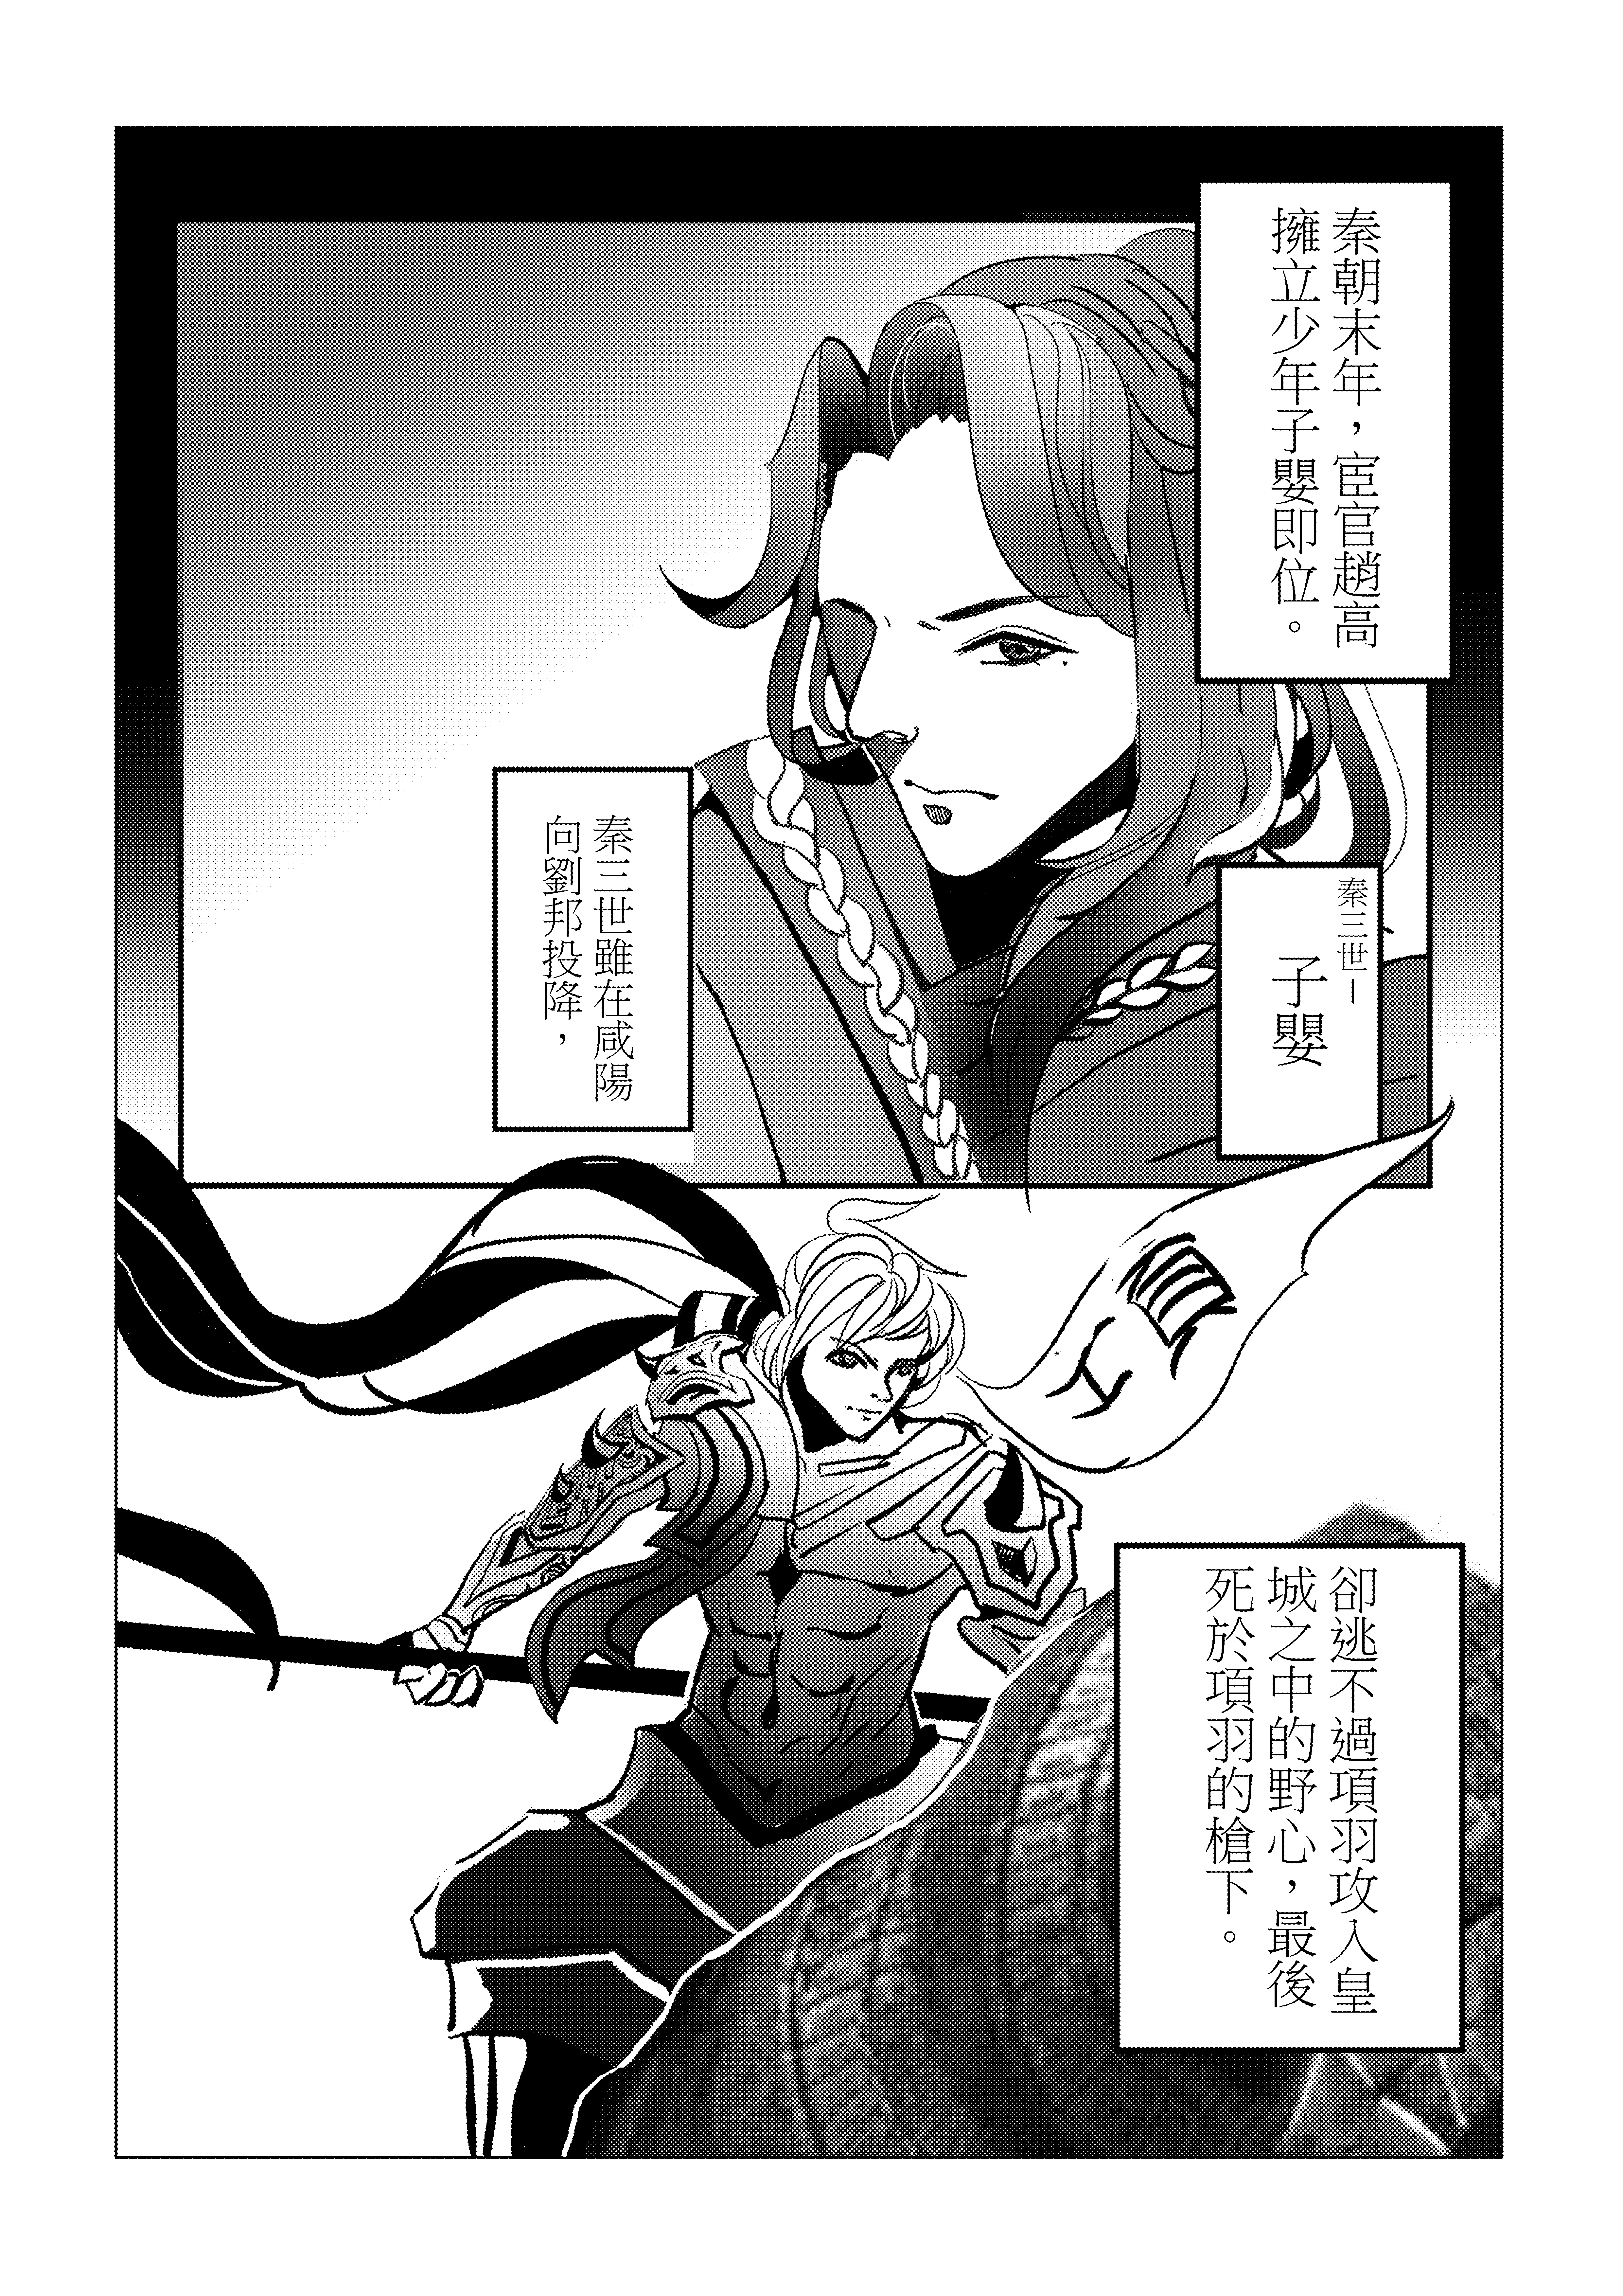 秦朝末年，宦官趙高
擁立少年子嬰即位。
秦三世－
子嬰
秦三世雖在咸陽
向劉邦投降，
卻逃不過項羽攻入皇
城之中的野心，最後
死於項羽的槍下。